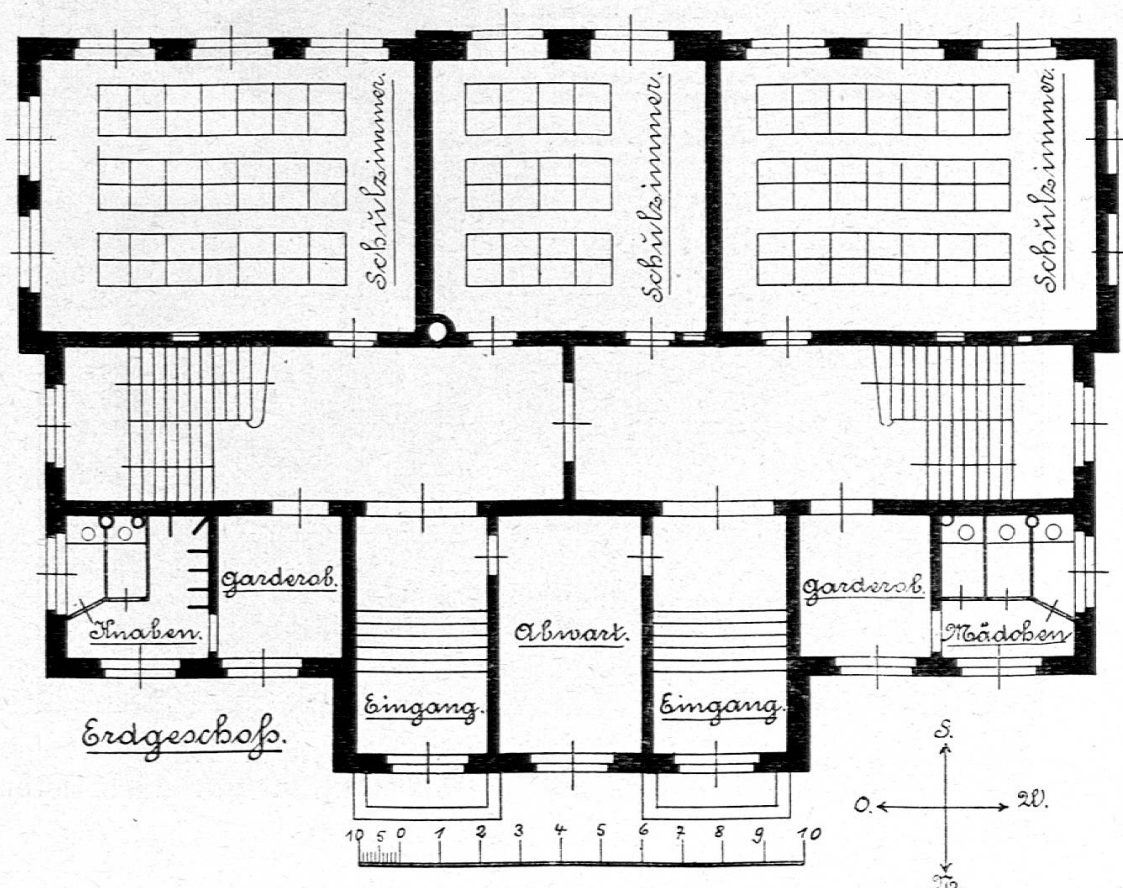 Schulzimmer.
Schulzimmer.
Schulzimmer.
Garderob.
Knaben.
Abwart.
Garderob.
Mädchen
Eingang.
Eingang.
Erdgeschoß.
S.
O. W.
N.
10 5 0 1 2 3 4 5 6 7 8 9 10